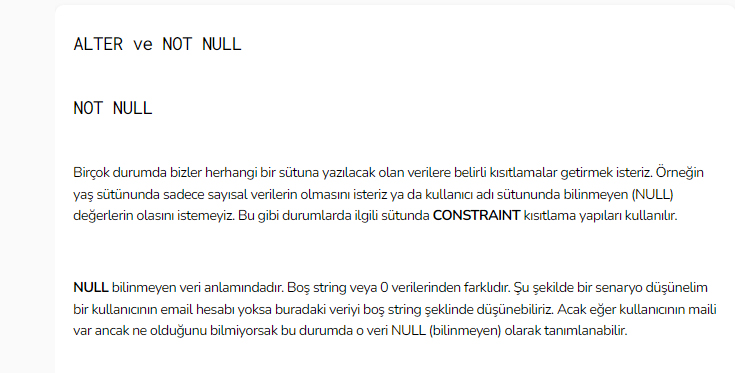 ALTER ve NOT NULL
NOT NULL
Birçok durumda bizler herhangi bir sütuna yazılacak olan verilere belirli kısıtlamalar getirmek isteriz. Örneğin
yaş sütünunda sadece sayısal verilerin olmasını isteriz ya da kullanıcı adı sütununda bilinmeyen (NULL)
değerlerin olasını istemeyiz. Bu gibi durumlarda ilgili sütunda CONSTRAINT kısıtlama yapıları kullanılır.
NULL bilinmeyen veri anlamındadır. Boş string veya 0 verilerinden farklıdır. Şu şekilde bir senaryo düşünelim
bir kullanıcının email hesabı yoksa buradaki veriyi boş string şeklinde düşünebiliriz. Acak eğer kullanıcının maili
var ancak ne olduğunu bilmiyorsak bu durumda o veri NULL (bilinmeyen) olarak tanımlanabilir.